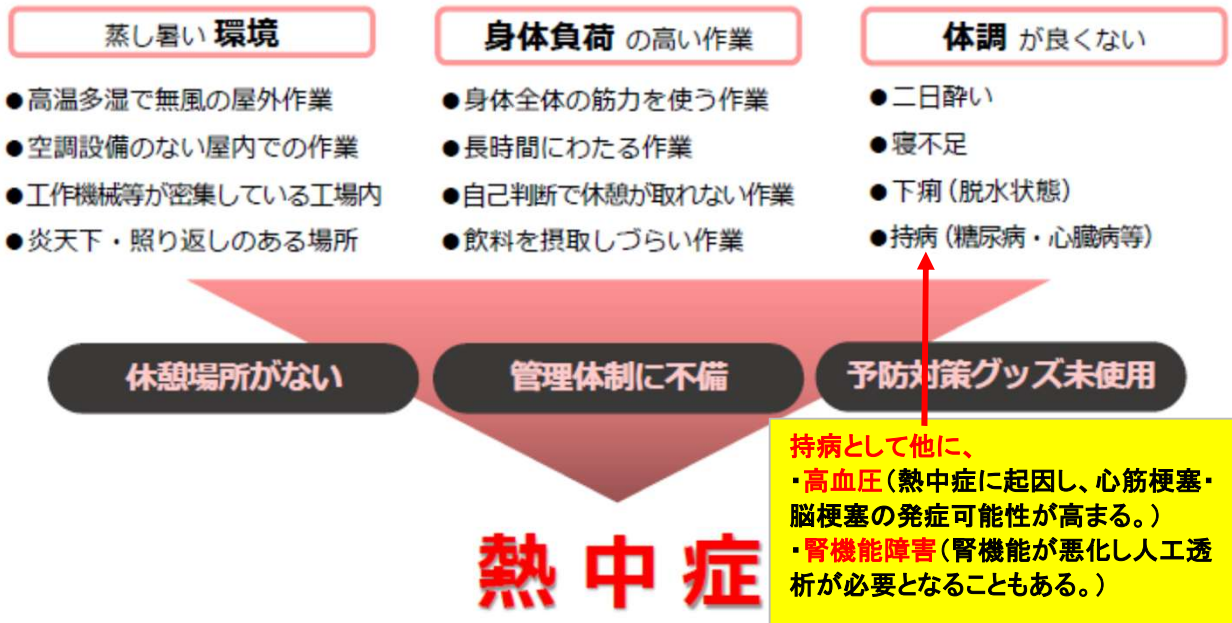 蒸し暑い 環境
●高温多湿で無風の屋外作業
●空調設備のない屋内での作業
●工作機械等が密集している工場内
●炎天下・照り返しのある場所
身体負荷 の高い作業
●身体全体の筋力を使う作業
●長時間にわたる作業
●自己判断で休憩が取れない作業
●飲料を摂取しづらい作業
体調 が良くない
●二日酔い
●寝不足
●下痢（脱水状態）
●持病（糖尿病・心臓病等）
休憩場所がない
管理体制に不備
予防対策グッズ未使用
熱中症
持病として他に、
・高血圧（熱中症に起因し、心筋梗塞・
脳梗塞の発症可能性が高まる。）
・腎機能障害（腎機能が悪化し人工透
析が必要となることもある。）